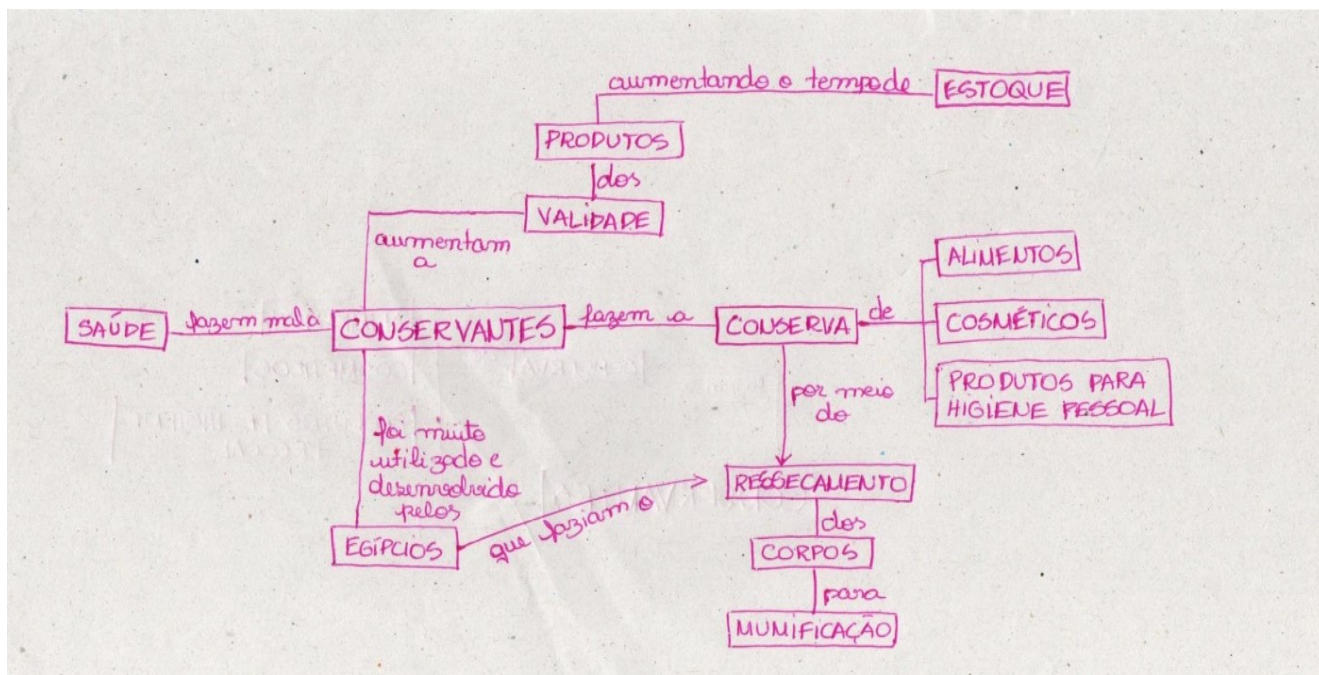 aumentando o tempo de ESTOQUE
PRODUTOS
dos
VALIDADE
aumentam
a
ALIMENTOS
SAÚDE fazem mal à CONSERVANTES fazem a CONSERVA de COSMÉTICOS
PRODUTOS PARA
HIGIENE PESSOAL
por meio
do
foi muito
utilizado e
desenvolvido
pelos
RESSECAMENTO
que faziam o
dos
EGÍPCIOS
CORPOS
para
MUMIFICAÇÃO